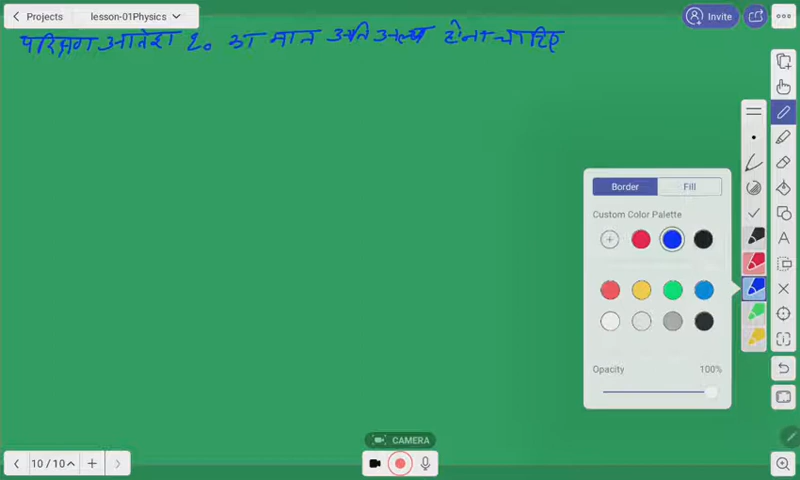 Projects
lesson-01Physics
Invite
परिक्षण आवेश q₀ का मान अति अल्प होना चाहिए
Border
Fill
Custom Color Palette
Opacity
100%
CAMERA
10 / 10